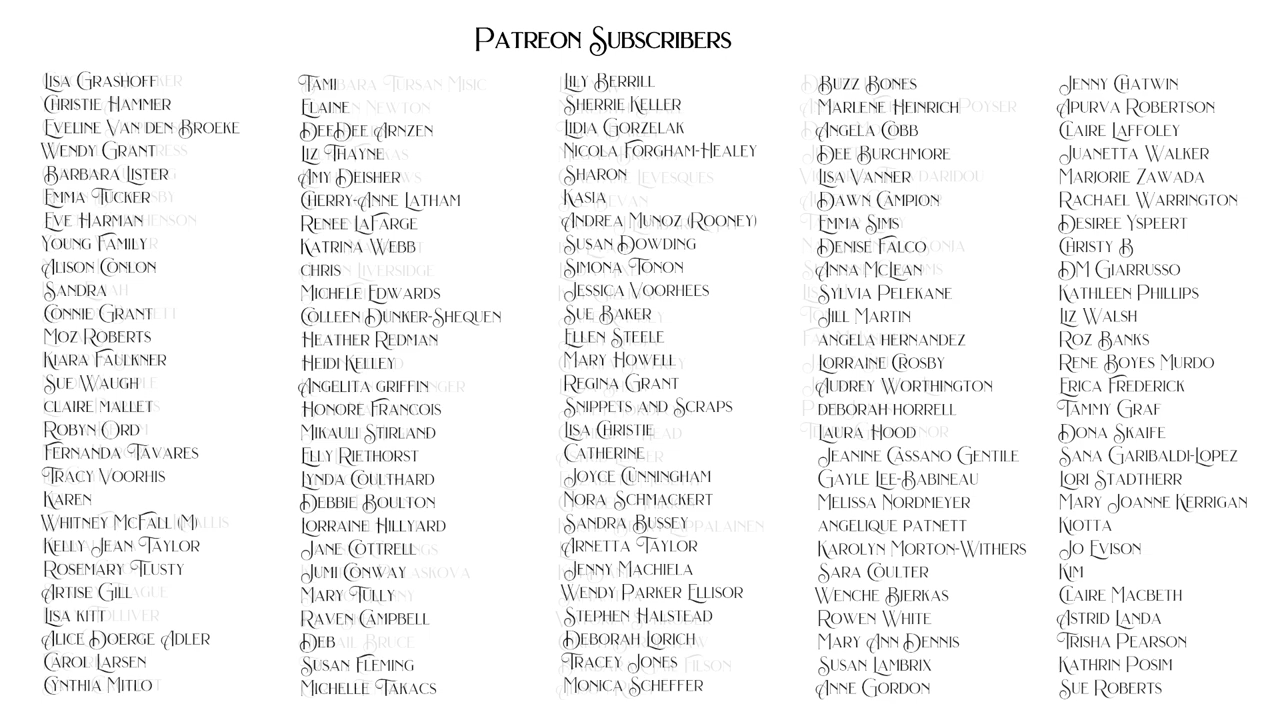 Patreon Subscribers
Lisa Grashoff
Christie Hammer
Eveline Van den Broeke
Wendy Grant
Barbara Lister
Emma Tucker
Eve Harman
Young Family
Alison Conlon
Sandra
Connie Grant
Moz Roberts
Kiara Faulkner
Sue Waugh
claire mallet
Robyn Ord
Fernanda Tavares
Tracy Voorhis
Karen
Whitney McFall (M)
Kelly Jean Taylor
Rosemary Tlusty
Artise Gill
Lisa kitt
Alice Doerge Adler
Carol Larsen
Cynthia Mitlo
Tami
Elaine
DeeDee Arnzen
Liz Thayne
Amy Deisher
Cherry-Anne Latham
Renee LaFarge
Katrina Webb
chris
Michele Edwards
Colleen Dunker-Shequen
Heather Redman
Heidi Kelley
Angelita griffin
Honore Francois
Mikauli Stirland
Elly Riethorst
Lynda Coulthard
Debbie Boulton
Lorraine Hillyard
Jane Cottrell
Jumi Conway
Mary Tully
Raven Campbell
Deb
Susan Fleming
Michelle Takacs
Lily Berrill
Sherrie Keller
Lidia Gorzelak
Nicola Forgham-Healey
Sharon
Kasia
Andrea Munoz (Rooney)
Susan Dowding
Simona Tonon
Jessica Voorhees
Sue Baker
Ellen Steele
Mary Howell
Regina Grant
Snippets and Scraps
Lisa Christie
Catherine
Joyce Cunningham
Nora Schmackert
Sandra Bussey
Arnetta Taylor
Jenny Machiela
Wendy Parker Ellisor
Stephen Halstead
Deborah Lorich
Tracey Jones
Monica Scheffer
Buzz Bones
Marlene Heinrich
Angela Cobb
Dee Burchmore
Lisa Vanner
Dawn Campion
Emma Sims
Denise Falco
Anna McLean
Sylvia Pelekane
Jill Martin
angela hernandez
Lorraine Crosby
Audrey Worthington
deborah horrell
Laura Hood
Jeanine Cassano Gentile
Gayle Lee-Babineau
Melissa Nordmeyer
angelique patnett
Karolyn Morton-Withers
Sara Coulter
Wenche Bjerkas
Rowen White
Mary Ann Dennis
Susan Lambrix
Anne Gordon
Jenny Chatwin
Apurva Robertson
Claire Laffoley
Juanetta Walker
Marjorie Zawada
Rachael Warrington
Desiree Yspeert
Christy B
DM Giarrusso
Kathleen Phillips
Liz Walsh
Roz Banks
Rene Boyes Murdo
Erica Frederick
Tammy Graf
Dona Skaife
Sana Garibaldi-Lopez
Lori Stadtherr
Mary Joanne Kerrigan
Kiotta
Jo Evison
Kim
Claire Macbeth
Astrid Landa
Trisha Pearson
Kathrin Posim
Sue Roberts